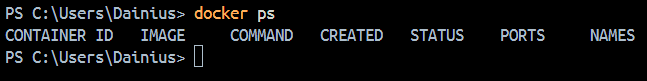 PS C:\Users\Dainius> docker ps
CONTAINER ID   IMAGE     COMMAND   CREATED   STATUS    PORTS     NAMES
PS C:\Users\Dainius>